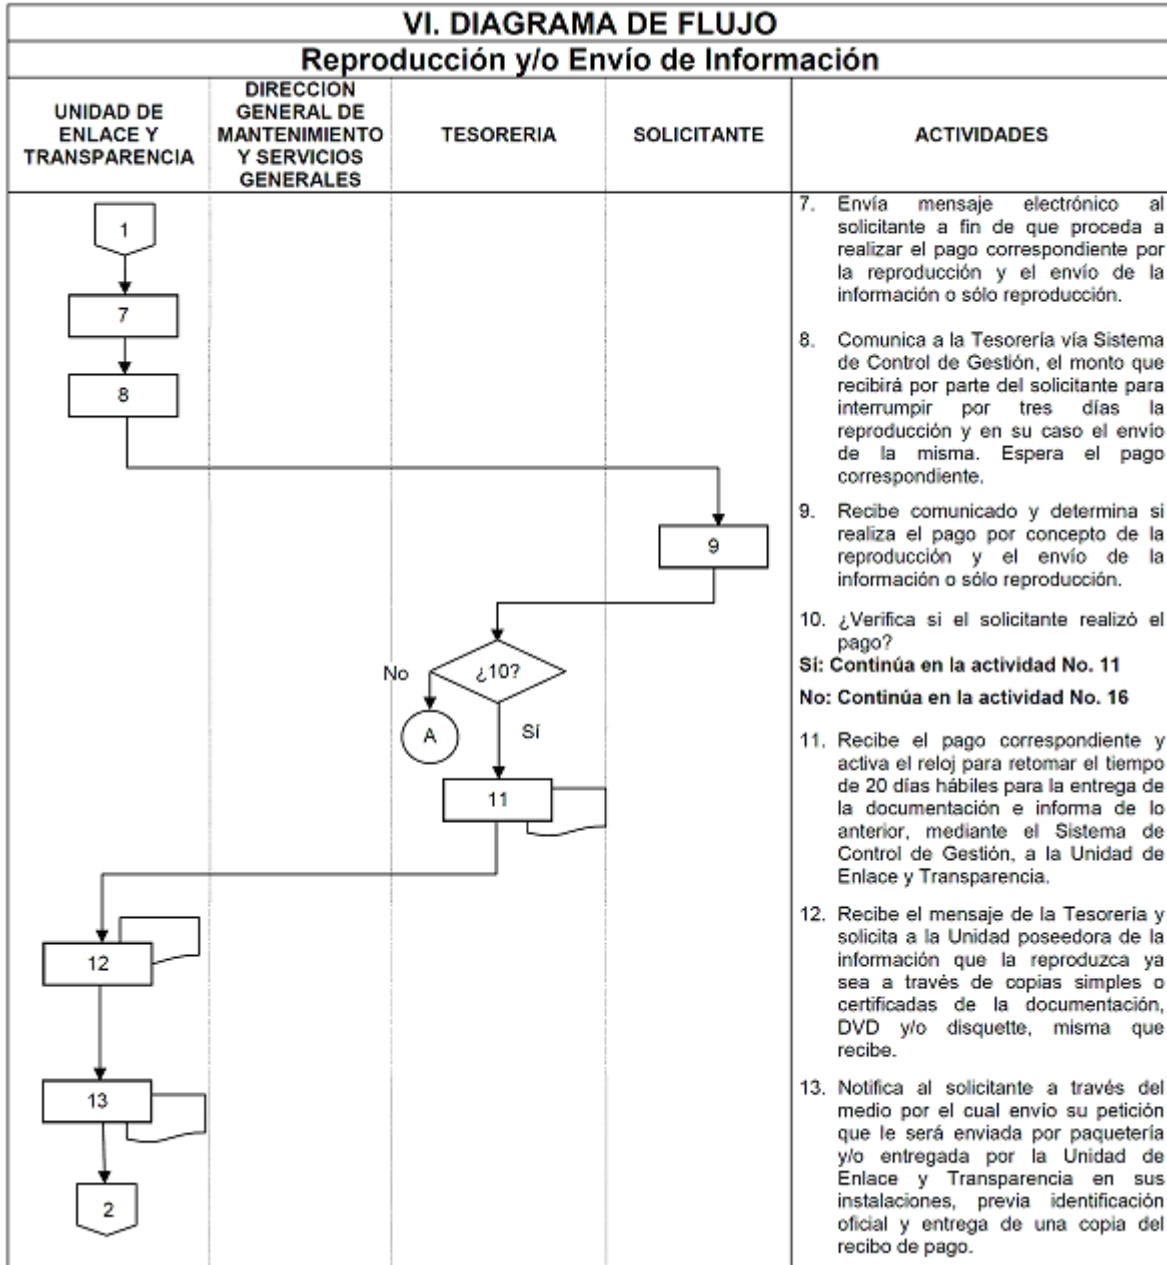 VI. DIAGRAMA DE FLUJO
Reproducción y/o Envío de Información
UNIDAD DE
ENLACE Y
TRANSPARENCIA
DIRECCION
GENERAL DE
MANTENIMIENTO
Y SERVICIOS
GENERALES
TESORERIA
SOLICITANTE
ACTIVIDADES
1
7
8
9
¿10?
No
A
Sí
11
12
13
2
7. Envía mensaje electrónico al
solicitante a fin de que proceda a
realizar el pago correspondiente por
la reproducción y el envío de la
información o sólo reproducción.
8. Comunica a la Tesorería vía Sistema
de Control de Gestión, el monto que
recibirá por parte del solicitante para
interrumpir por tres días la
reproducción y en su caso el envío
de la misma. Espera el pago
correspondiente.
9. Recibe comunicado y determina si
realiza el pago por concepto de la
reproducción y el envío de la
información o sólo reproducción.
10. ¿Verifica si el solicitante realizó el
pago?
Sí: Continúa en la actividad No. 11
No: Continúa en la actividad No. 16
11. Recibe el pago correspondiente y
activa el reloj para retomar el tiempo
de 20 días hábiles para la entrega de
la documentación e informa de lo
anterior, mediante el Sistema de
Control de Gestión, a la Unidad de
Enlace y Transparencia.
12. Recibe el mensaje de la Tesorería y
solicita a la Unidad poseedora de la
información que la reproduzca ya
sea a través de copias simples o
certificadas de la documentación,
DVD y/o disquette, misma que
recibe.
13. Notifica al solicitante a través del
medio por el cual envío su petición
que le será enviada por paquetería
y/o entregada por la Unidad de
Enlace y Transparencia en sus
instalaciones, previa identificación
oficial y entrega de una copia del
recibo de pago.